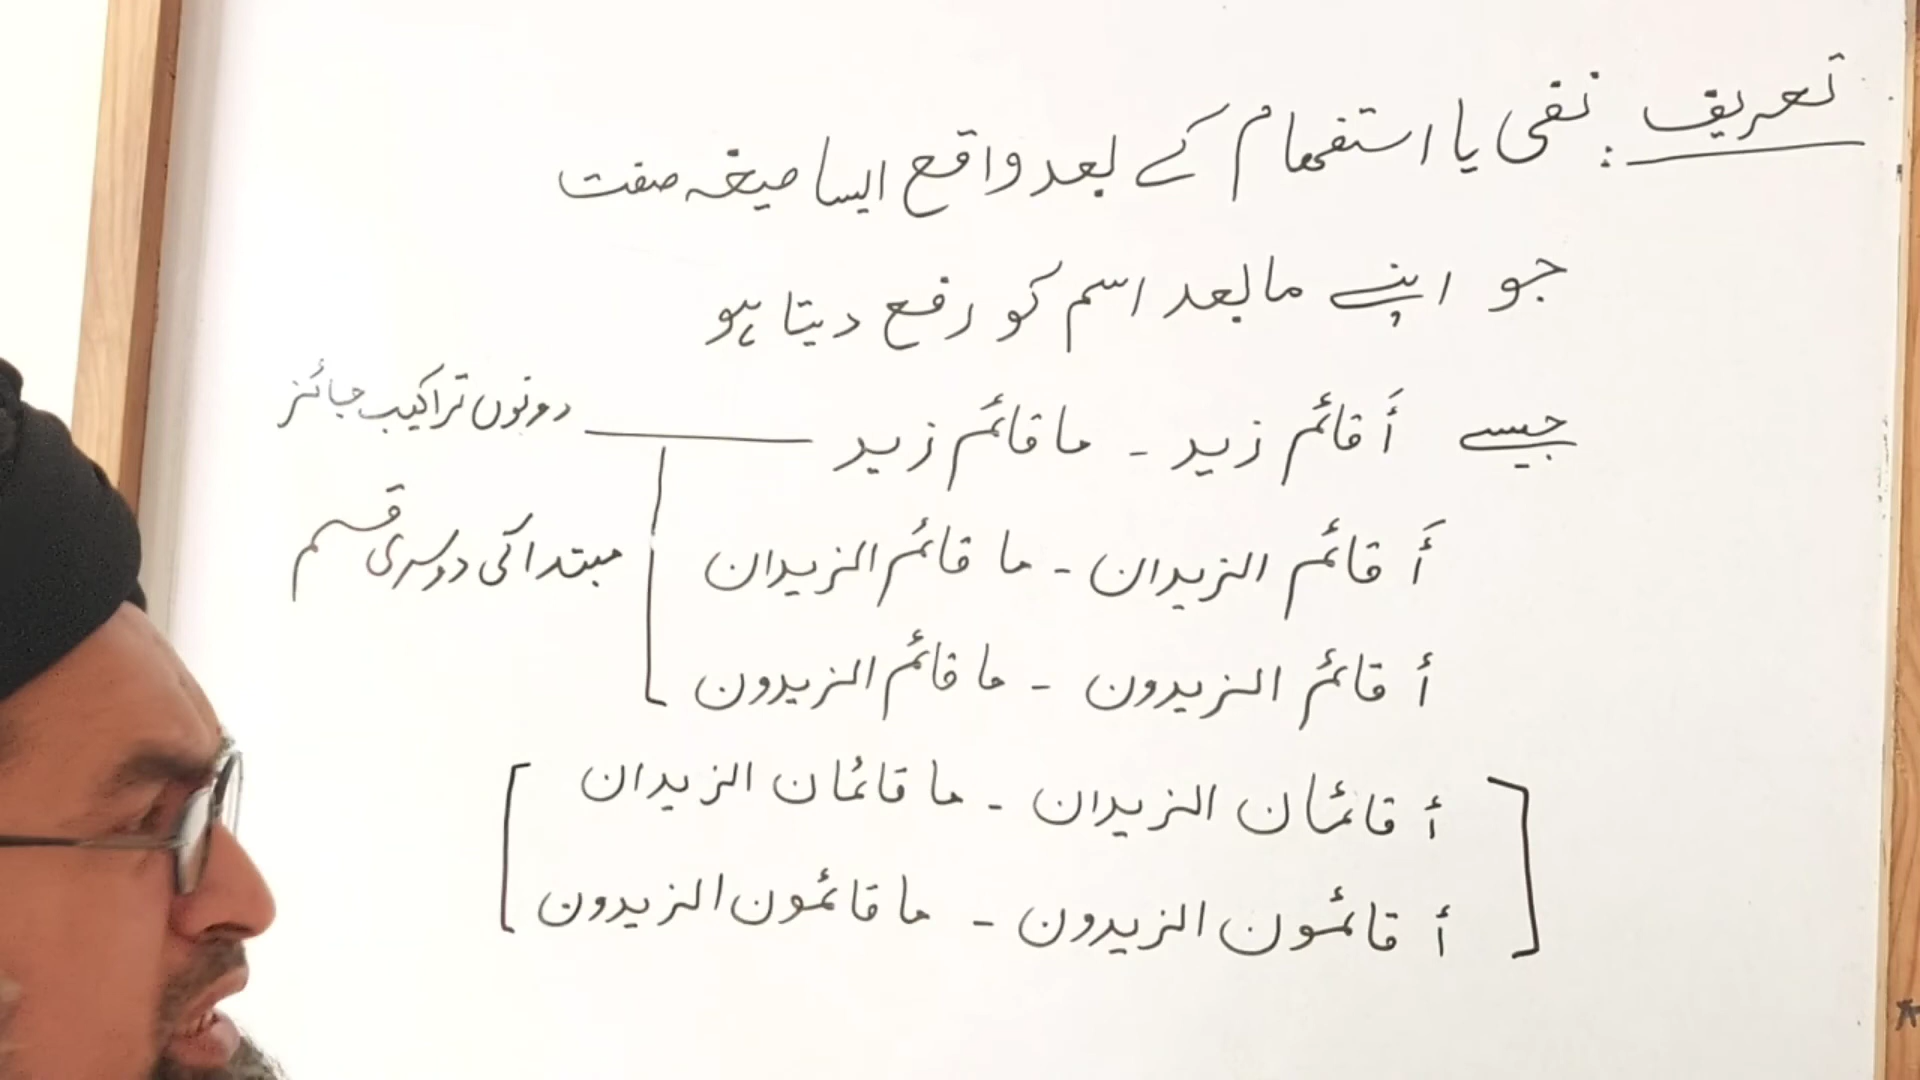 تعریف : نفی یا استفھام کے بعد واقع ایسا صیغہ صفت
جو اپنے مابعد اسم کو رفع دیتا ہو
جیسے أَ قائم زید - ما قائم زید — دونوں تراکیب جائز
أَ قائم الزیدان - ما قائم الزیدان
مبتدا کی دوسری قسم
أ قائم الزیدون - ما قائم الزیدون
أ قائمان الزیدان - ما قائمان الزیدان
أ قائمون الزیدون - ما قائمون الزیدون